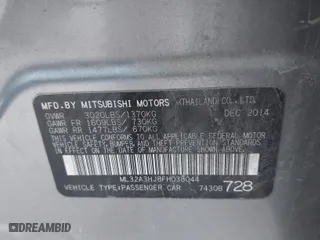 MFD.BY MITSUBISHI MOTORS (THAILAND) CO.,LTD.
GVWR 3020LBS/1370KG DEC 2014
GAWR FR 1609LBS/ 730KG
GAWR RR 1477LBS/ 670KG
THIS VEHICLE CONFORMS TO ALL APPLICABLE
FEDERAL MOTOR VEHICLE SAFETY,
BUMPER, AND THEFT PREVENTION STANDARDS
IN EFFECT ON THE DATE OF MANUFACTURE
SHOWN ABOVE.
ML32A3HJ8FH038044
VEHICLE TYPE: PASSENGER CAR 7430B 728
AUTOBIDMASTER